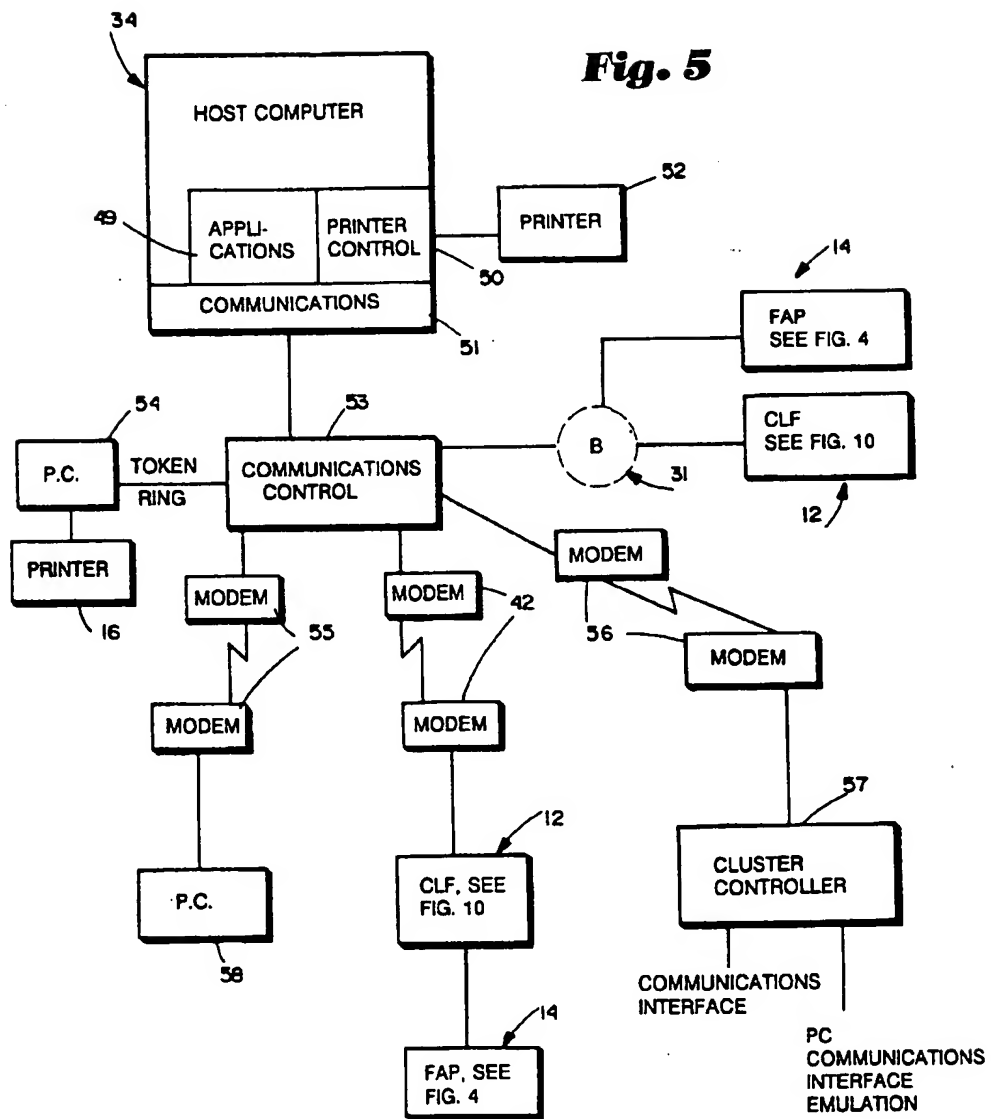 34
Fig. 5
HOST COMPUTER
52
49
APPLI-
CATIONS
PRINTER
CONTROL
50
PRINTER
14
COMMUNICATIONS
51
FAP
SEE FIG. 4
54
53
B
31
CLF
SEE FIG. 10
12
P.C.
TOKEN
RING
COMMUNICATIONS
CONTROL
PRINTER
16
MODEM
55
MODEM
42
MODEM
56
MODEM
MODEM
MODEM
57
12
CLUSTER
CONTROLLER
P.C.
58
CLF, SEE
FIG. 10
COMMUNICATIONS
INTERFACE
14
FAP, SEE
FIG. 4
PC
COMMUNICATIONS
INTERFACE
EMULATION